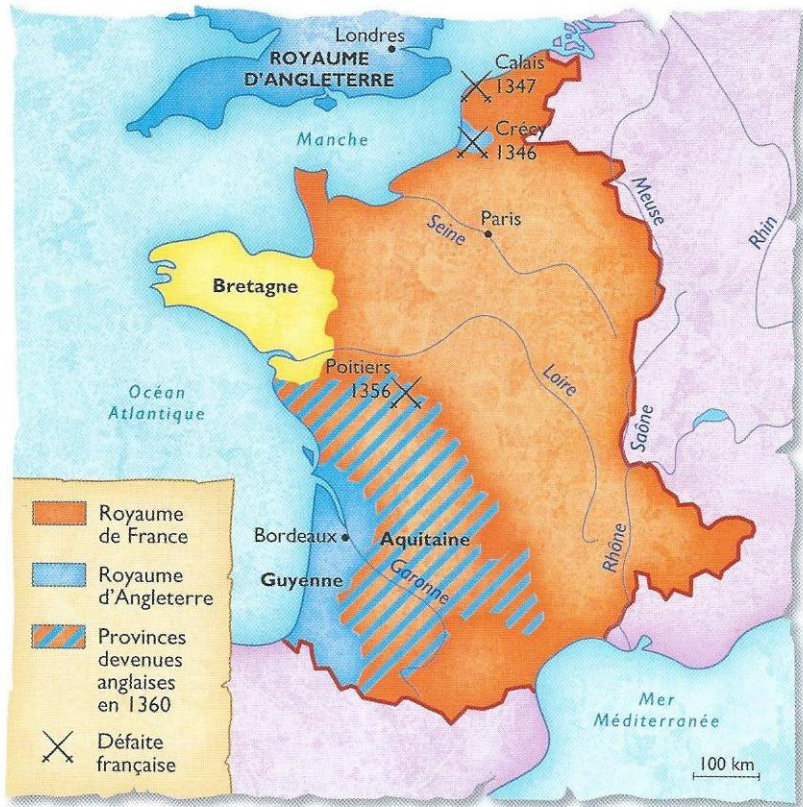 Londres
ROYAUME
D'ANGLETERRE
Calais
1347
Manche
Crécy
1346
Meuse
Rhin
Seine
Paris
Bretagne
Poitiers
1356
Loire
Océan
Atlantique
Saône
Royaume
de France
Bordeaux
Aquitaine
Rhône
Garonne
Guyenne
Royaume
d'Angleterre
Provinces
devenues
anglaises
en 1360
Mer
Méditerranée
Défaite
française
100 km